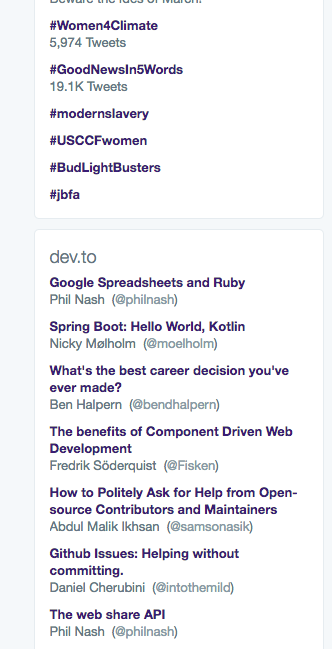 Beware the Ides of March!
#Women4Climate
5,974 Tweets
#GoodNewsIn5Words
19.1K Tweets
#modernslavery
#USCCFwomen
#BudLightBusters
#jbfa
dev.to
Google Spreadsheets and Ruby
Phil Nash (@philnash)
Spring Boot: Hello World, Kotlin
Nicky Mølholm (@moelholm)
What's the best career decision you've
ever made?
Ben Halpern (@bendhalpern)
The benefits of Component Driven Web
Development
Fredrik Söderquist (@Fisken)
How to Politely Ask for Help from Open-
source Contributors and Maintainers
Abdul Malik Ikhsan (@samsonasik)
Github Issues: Helping without
committing.
Daniel Cherubini (@intothemild)
The web share API
Phil Nash (@philnash)